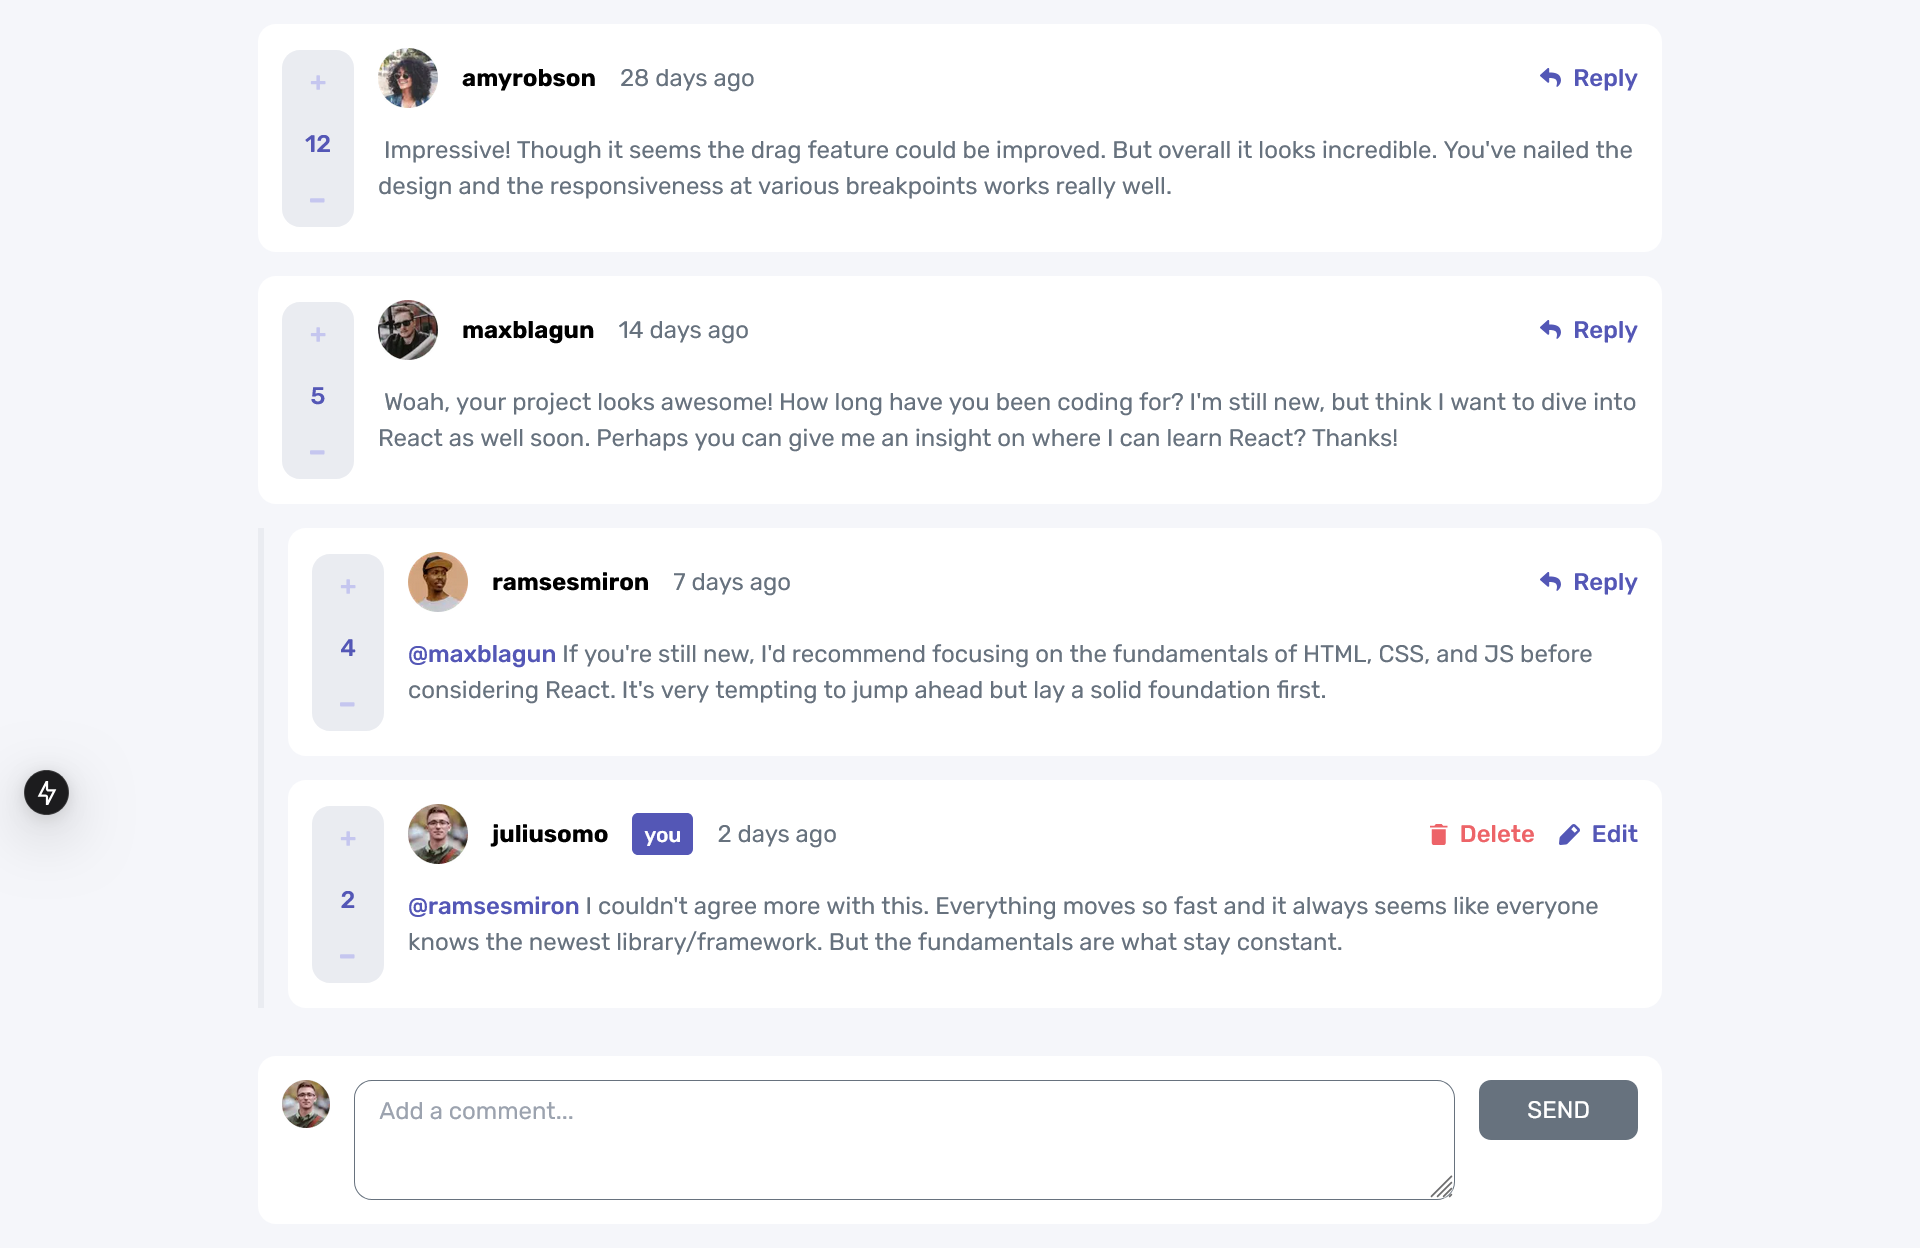 +
12
−
amyrobson 28 days ago Reply
Impressive! Though it seems the drag feature could be improved. But overall it looks incredible. You've nailed the
design and the responsiveness at various breakpoints works really well.
+
5
−
maxblagun 14 days ago Reply
Woah, your project looks awesome! How long have you been coding for? I'm still new, but think I want to dive into
React as well soon. Perhaps you can give me an insight on where I can learn React? Thanks!
+
4
−
ramsesmiron 7 days ago Reply
@maxblagun If you're still new, I'd recommend focusing on the fundamentals of HTML, CSS, and JS before
considering React. It's very tempting to jump ahead but lay a solid foundation first.
+
2
−
juliusomo you 2 days ago Delete Edit
@ramsesmiron I couldn't agree more with this. Everything moves so fast and it always seems like everyone
knows the newest library/framework. But the fundamentals are what stay constant.
Add a comment...
SEND